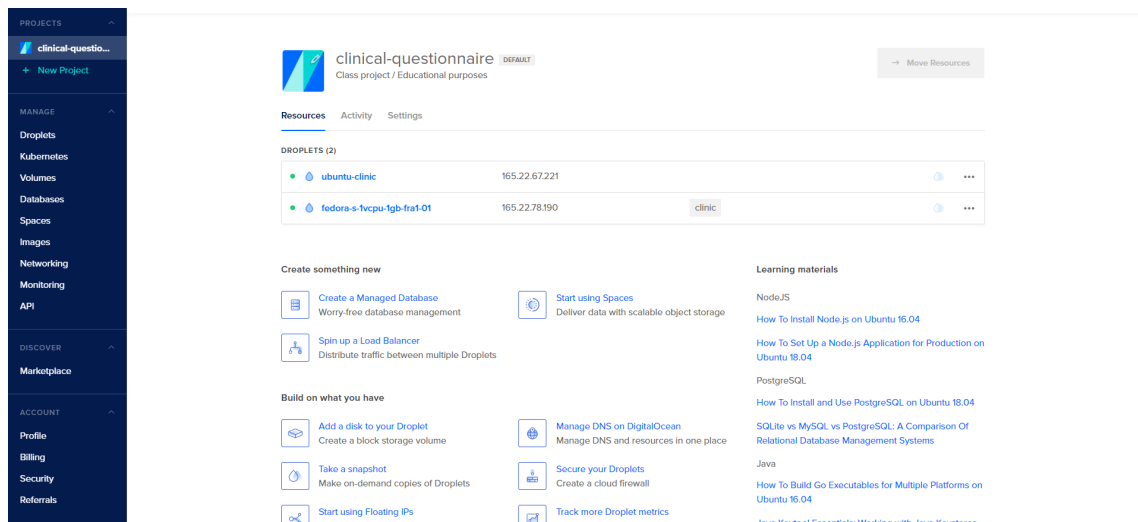 PROJECTS
clinical-questio...
+ New Project
MANAGE
Droplets
Kubernetes
Volumes
Databases
Spaces
Images
Networking
Monitoring
API
DISCOVER
Marketplace
ACCOUNT
Profile
Billing
Security
Referrals
clinical-questionnaire DEFAULT
Class project / Educational purposes
→ Move Resources
Resources Activity Settings
DROPLETS (2)
ubuntu-clinic 165.22.67.221 ...
fedora-s-1vcpu-1gb-fra1-01 165.22.78.190 clinic ...
Create something new
Create a Managed Database
Worry-free database management
Start using Spaces
Deliver data with scalable object storage
Spin up a Load Balancer
Distribute traffic between multiple Droplets
Build on what you have
Add a disk to your Droplet
Create a block storage volume
Manage DNS on DigitalOcean
Manage DNS and resources in one place
Take a snapshot
Make on-demand copies of Droplets
Secure your Droplets
Create a cloud firewall
Start using Floating IPs
Track more Droplet metrics
Learning materials
NodeJS
How To Install Node.js on Ubuntu 16.04
How To Set Up a Node.js Application for Production on
Ubuntu 18.04
PostgreSQL
How To Install and Use PostgreSQL on Ubuntu 18.04
SQLite vs MySQL vs PostgreSQL: A Comparison Of
Relational Database Management Systems
Java
How To Build Go Executables for Multiple Platforms on
Ubuntu 16.04
Java Keytool Essentials: Working with Java Keystores